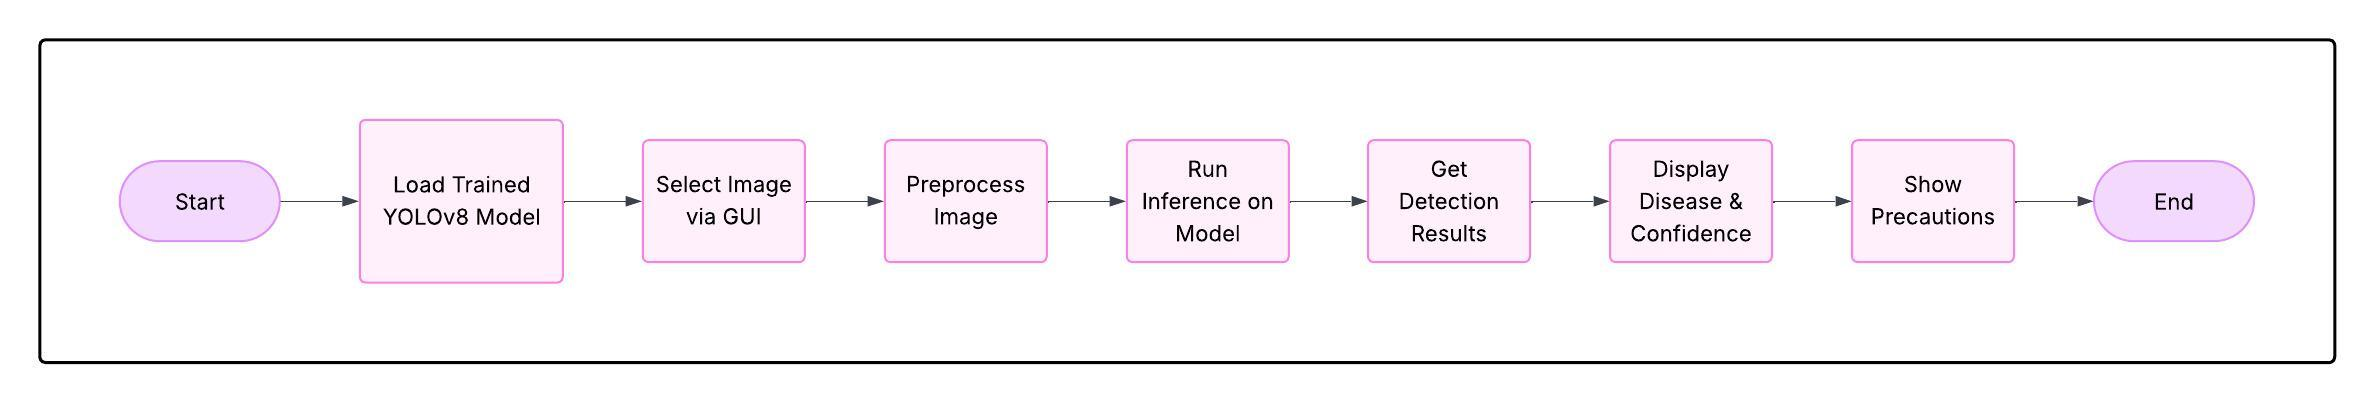 Start
Load Trained
YOLOv8 Model
Select Image
via GUI
Preprocess
Image
Run
Inference on
Model
Get
Detection
Results
Display
Disease &
Confidence
Show
Precautions
End